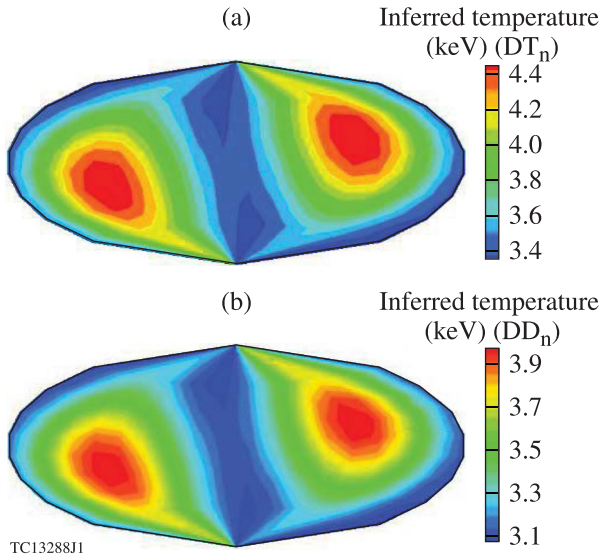 (a)
Inferred temperature
(keV) (DTn)
4.4
4.2
4.0
3.8
3.6
3.4
(b)
Inferred temperature
(keV) (DDn)
3.9
3.7
3.5
3.3
3.1
TC13288J1